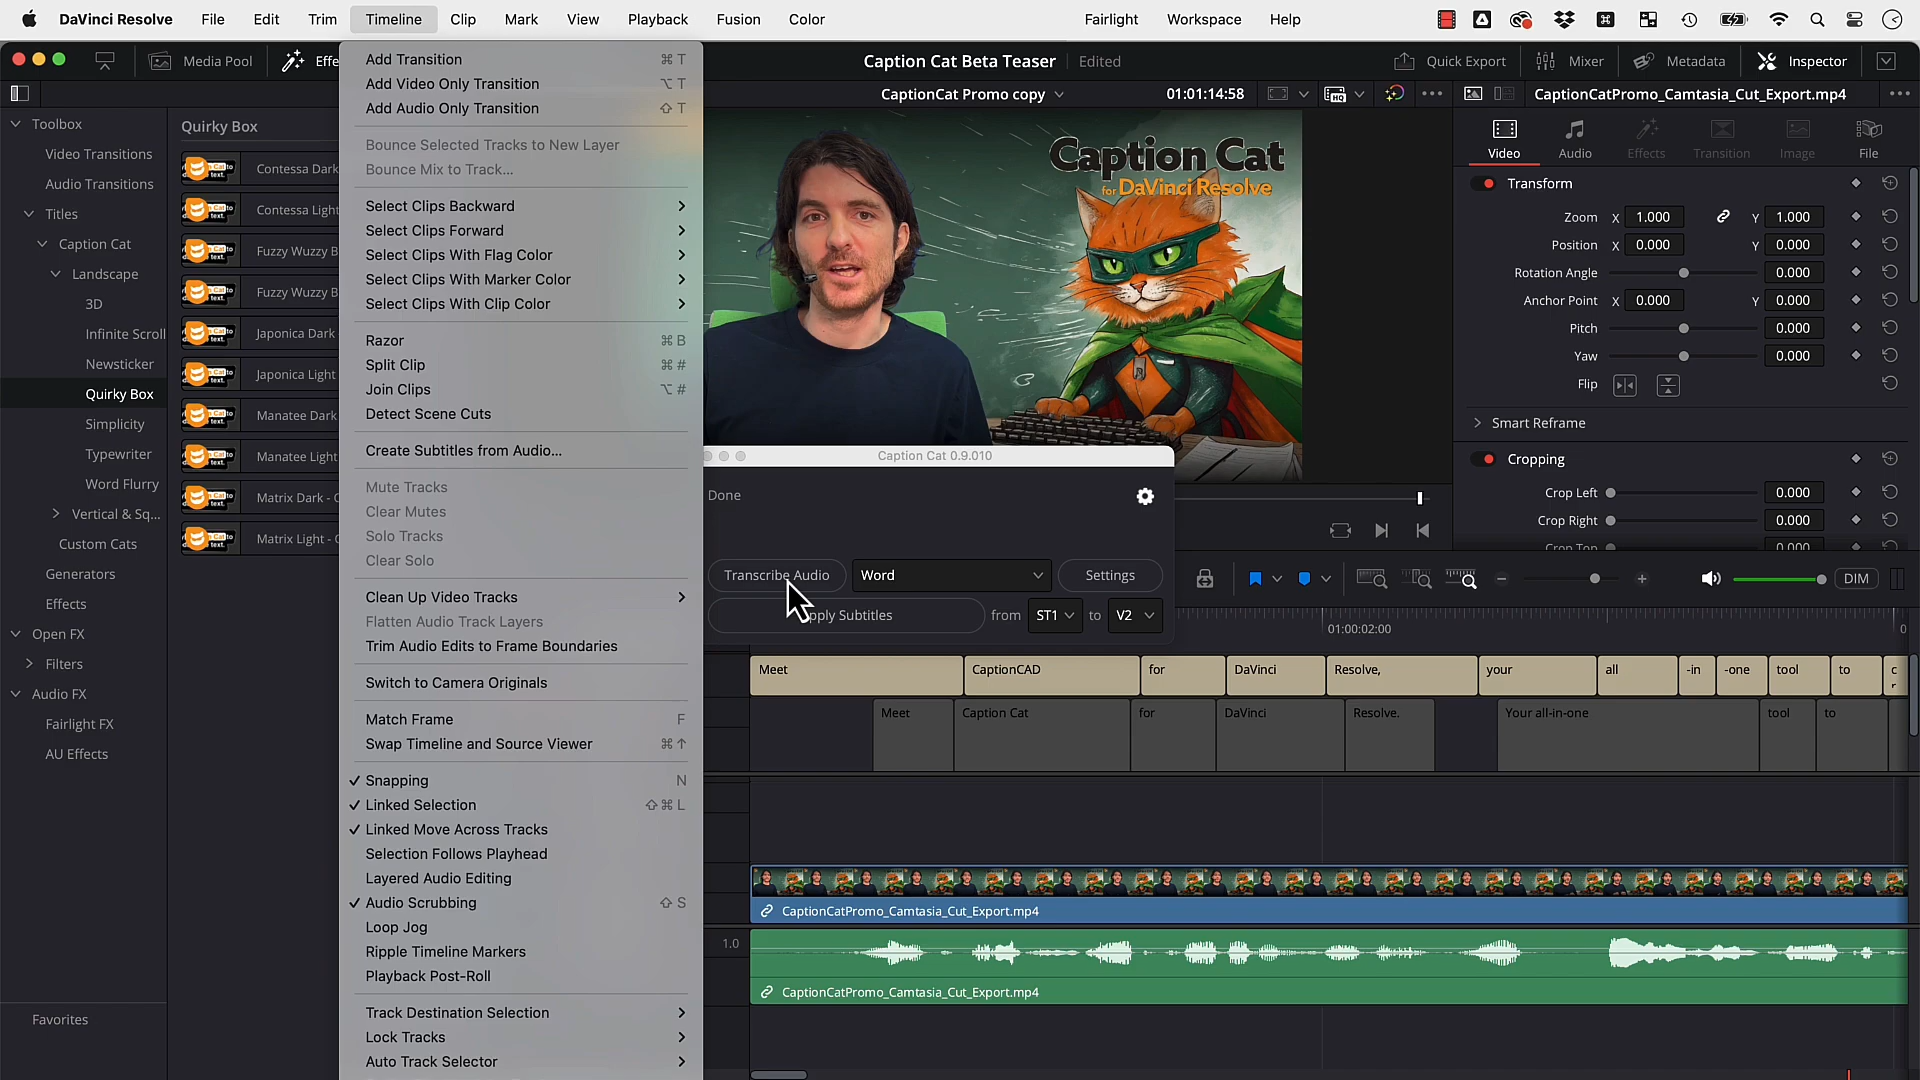 DaVinci Resolve File Edit Trim Timeline Clip Mark View Playback Fusion Color Fairlight Workspace Help
Media Pool
Effe
Caption Cat Beta Teaser Edited
Quick Export Mixer Metadata Inspector
CaptionCat Promo copy 01:01:14:58
CaptionCatPromo_Camtasia_Cut_Export.mp4
Toolbox
Video Transitions
Audio Transitions
Titles
Caption Cat
Landscape
3D
Infinite Scroll
Newsticker
Quirky Box
Simplicity
Typewriter
Word Flurry
Vertical & Sq...
Custom Cats
Generators
Effects
Open FX
Filters
Audio FX
Fairlight FX
AU Effects
Favorites
Quirky Box
Contessa Dark
Contessa Light
Fuzzy Wuzzy B
Fuzzy Wuzzy B
Japonica Dark
Japonica Light
Manatee Dark
Manatee Light
Matrix Dark - C
Matrix Light - C
Add Transition ⌘ T
Add Video Only Transition ⌥ T
Add Audio Only Transition ⇧ T
Bounce Selected Tracks to New Layer
Bounce Mix to Track...
Select Clips Backward
Select Clips Forward
Select Clips With Flag Color
Select Clips With Marker Color
Select Clips With Clip Color
Razor ⌘ B
Split Clip ⌘ #
Join Clips ⌥ #
Detect Scene Cuts
Create Subtitles from Audio...
Mute Tracks
Clear Mutes
Solo Tracks
Clear Solo
Clean Up Video Tracks
Flatten Audio Track Layers
Trim Audio Edits to Frame Boundaries
Switch to Camera Originals
Match Frame F
Swap Timeline and Source Viewer ⌘ ↑
✓ Snapping N
✓ Linked Selection ⇧ ⌘ L
✓ Linked Move Across Tracks
Selection Follows Playhead
Layered Audio Editing
✓ Audio Scrubbing ⇧ S
Loop Jog
Ripple Timeline Markers
Playback Post-Roll
Track Destination Selection
Lock Tracks
Auto Track Selector
Caption Cat
for DaVinci Resolve
Caption Cat 0.9.010
Done
Transcribe Audio Word Settings
pply Subtitles from ST1 to V2
Video Audio Effects Transition Image File
Transform
Zoom X 1.000 Y 1.000
Position X 0.000 Y 0.000
Rotation Angle 0.000
Anchor Point X 0.000 Y 0.000
Pitch 0.000
Yaw 0.000
Flip
Smart Reframe
Cropping
Crop Left 0.000
Crop Right 0.000
Crop Top 0.000
DIM
01:00:02:00 0
Meet CaptionCAD for DaVinci Resolve, your all -in -one tool to c
r
Meet Caption Cat for DaVinci Resolve. Your all-in-one tool to
CaptionCatPromo_Camtasia_Cut_Export.mp4
1.0
CaptionCatPromo_Camtasia_Cut_Export.mp4